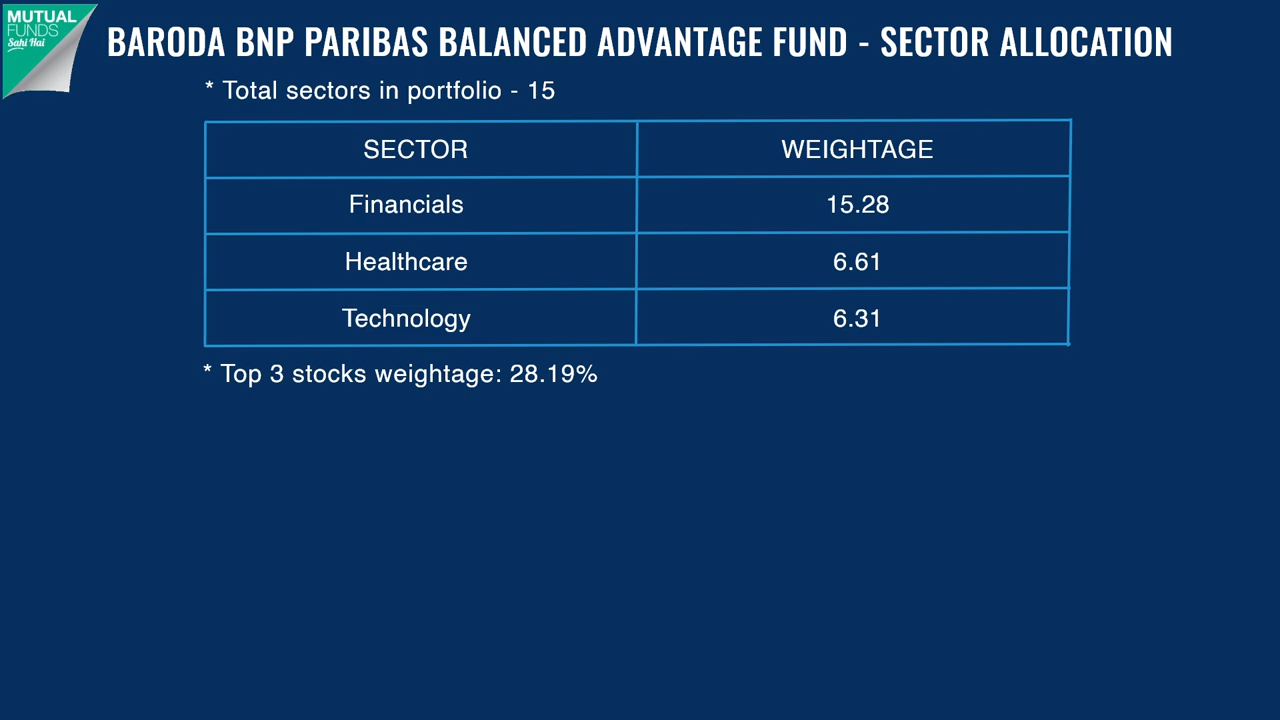 MUTUAL
FUNDS
Sahi Hai
BARODA BNP PARIBAS BALANCED ADVANTAGE FUND - SECTOR ALLOCATION
* Total sectors in portfolio - 15
SECTOR WEIGHTAGE
Financials 15.28
Healthcare 6.61
Technology 6.31
* Top 3 stocks weightage: 28.19%